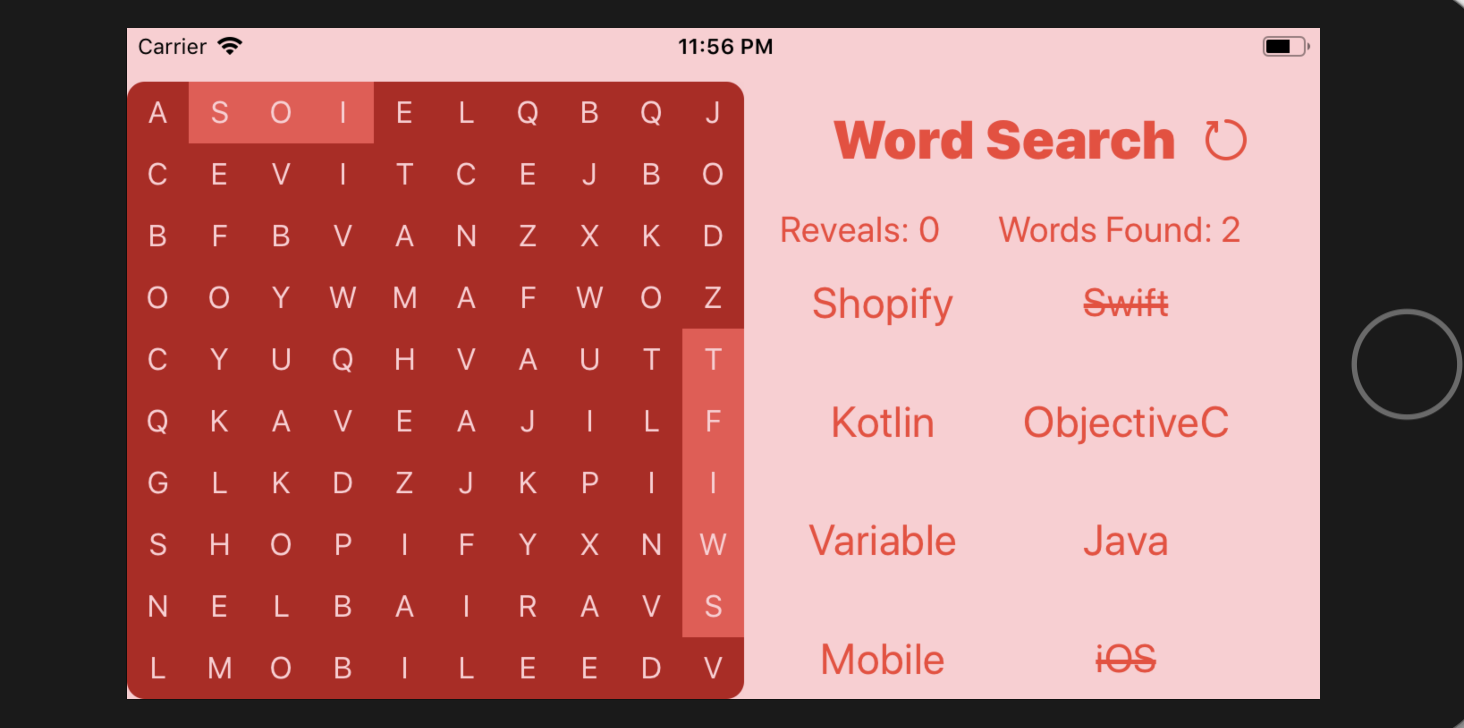 Carrier 11:56 PM
A S O I E L Q B Q J
C E V I T C E J B O
B F B V A N Z X K D
O O Y W M A F W O Z
C Y U Q H V A U T T
Q K A V E A J I L F
G L K D Z J K P I I
S H O P I F Y X N W
N E L B A I R A V S
L M O B I L E E D V
Word Search
Reveals: 0 Words Found: 2
Shopify Swift
Kotlin ObjectiveC
Variable Java
Mobile iOS